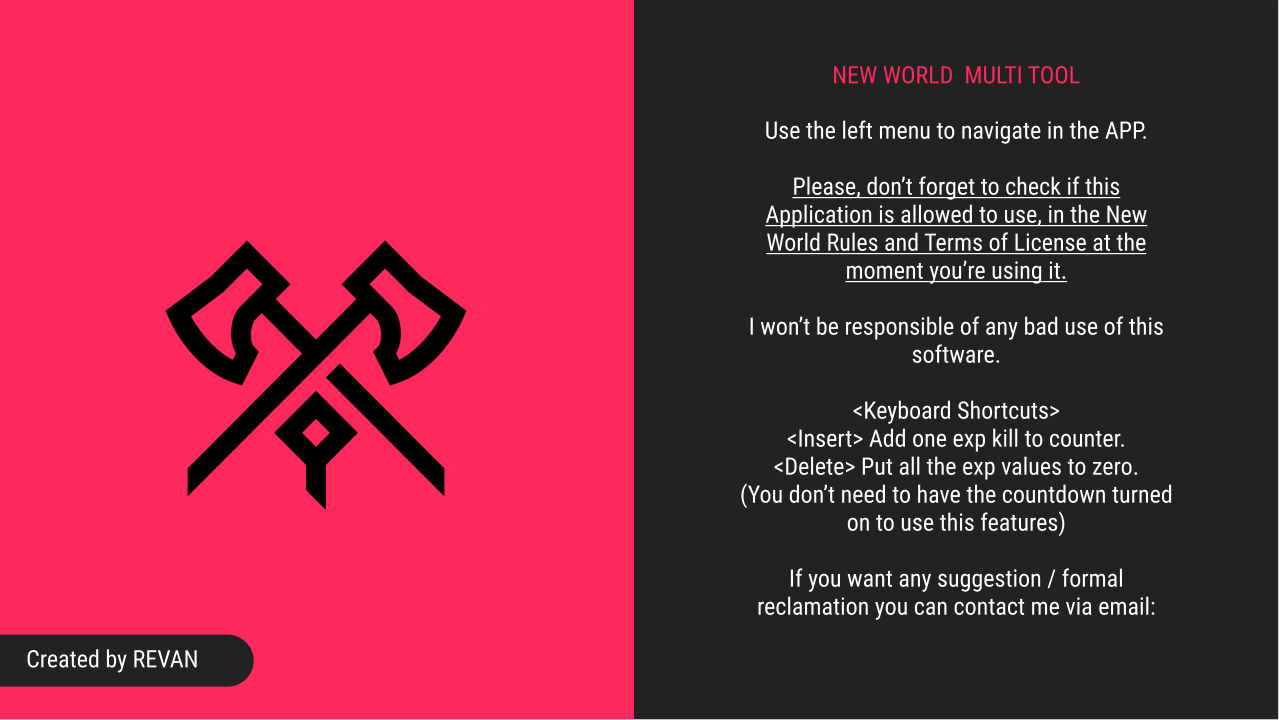 NEW WORLD  MULTI TOOL
Use the left menu to navigate in the APP.
Please, don’t forget to check if this
Application is allowed to use, in the New
World Rules and Terms of License at the
moment you’re using it.
I won’t be responsible of any bad use of this
software.
<Keyboard Shortcuts>
<Insert> Add one exp kill to counter.
<Delete> Put all the exp values to zero.
(You don’t need to have the countdown turned
on to use this features)
If you want any suggestion / formal
reclamation you can contact me via email:
Created by REVAN